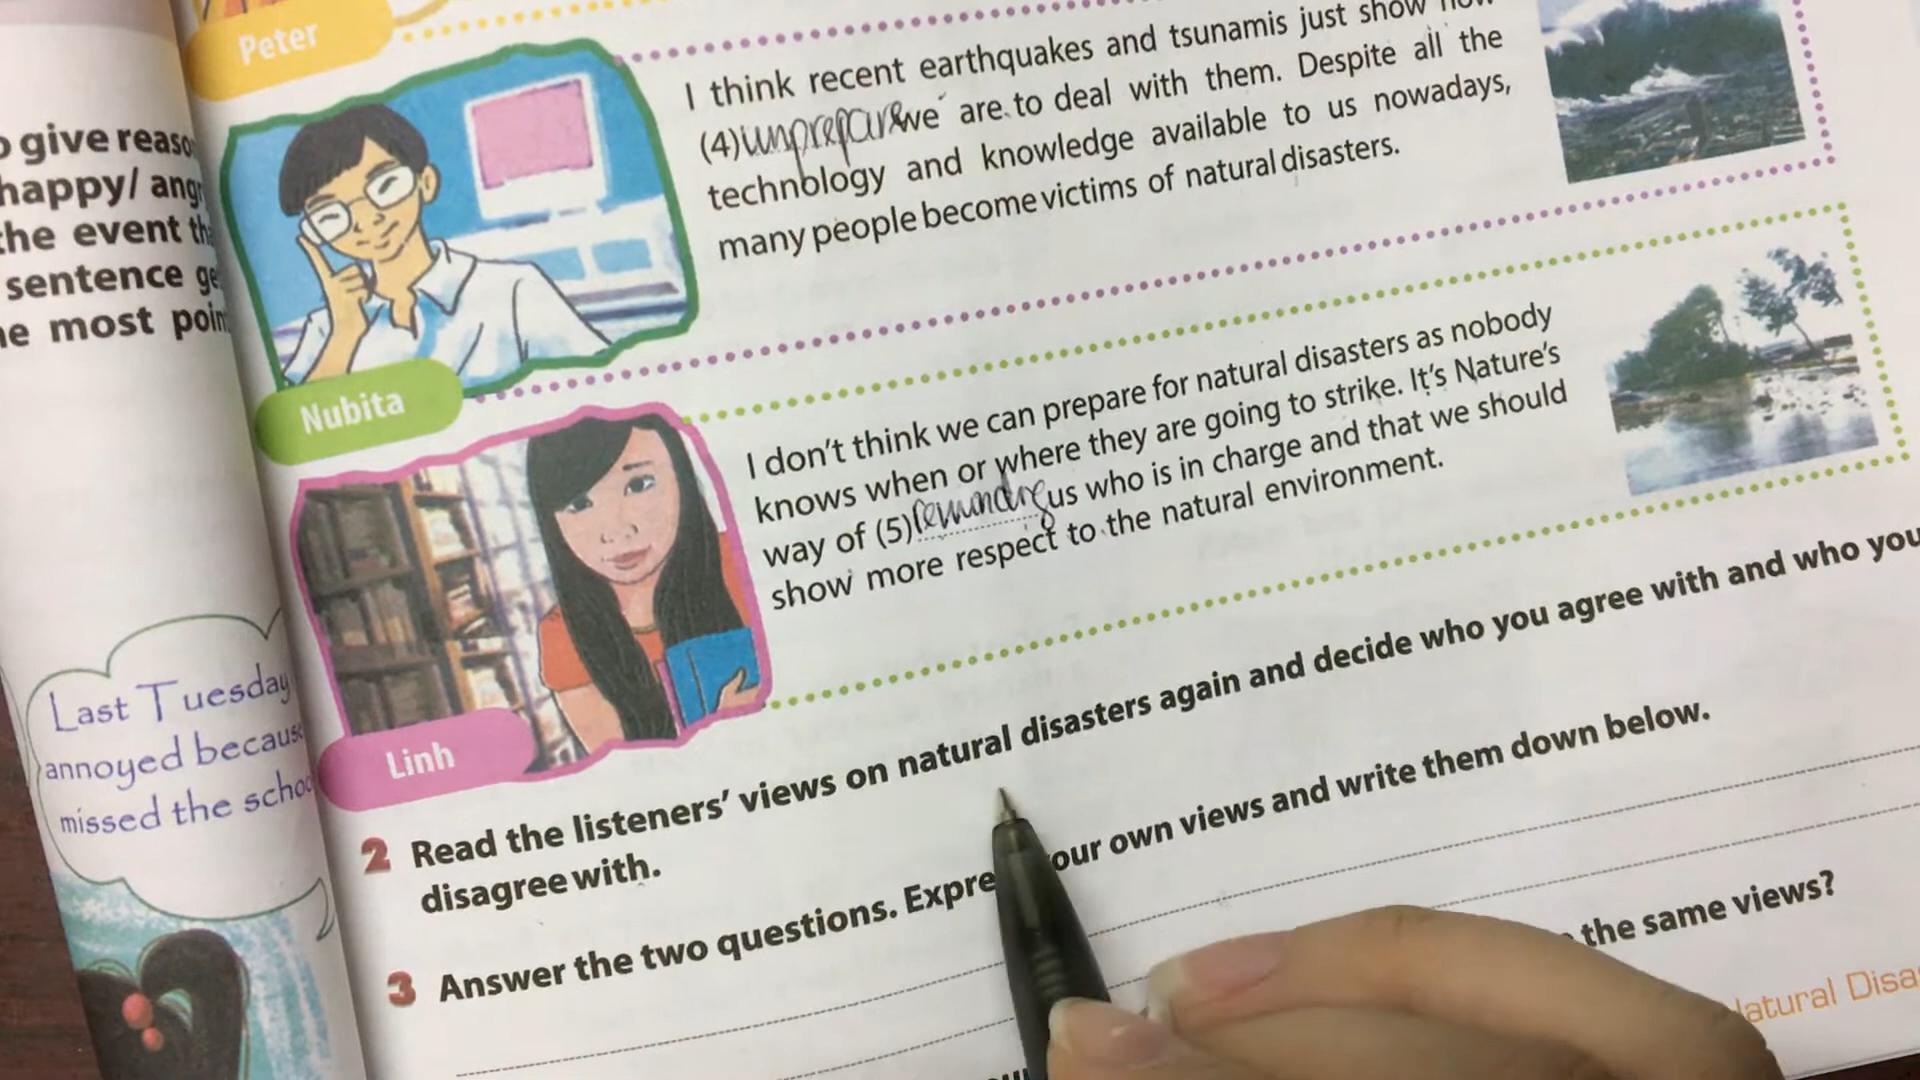 Peter
o give reaso
happy/ ang
the event th
sentence ge
e most poin
I think recent earthquakes and tsunamis just show how
(4) unprepare we are to deal with them. Despite all the
technology and knowledge available to us nowadays,
many people become victims of natural disasters.
Nubita
I don't think we can prepare for natural disasters as nobody
knows when or where they are going to strike. It's Nature's
way of (5) us who is in charge and that we should
show more respect to the natural environment.
Linh
Last Tuesday
annoyed because
missed the schoo
2 Read the listeners' views on natural disasters again and decide who you agree with and who you
disagree with.
3 Answer the two questions. Expre our own views and write them down below.
the same views?
Natural Disa